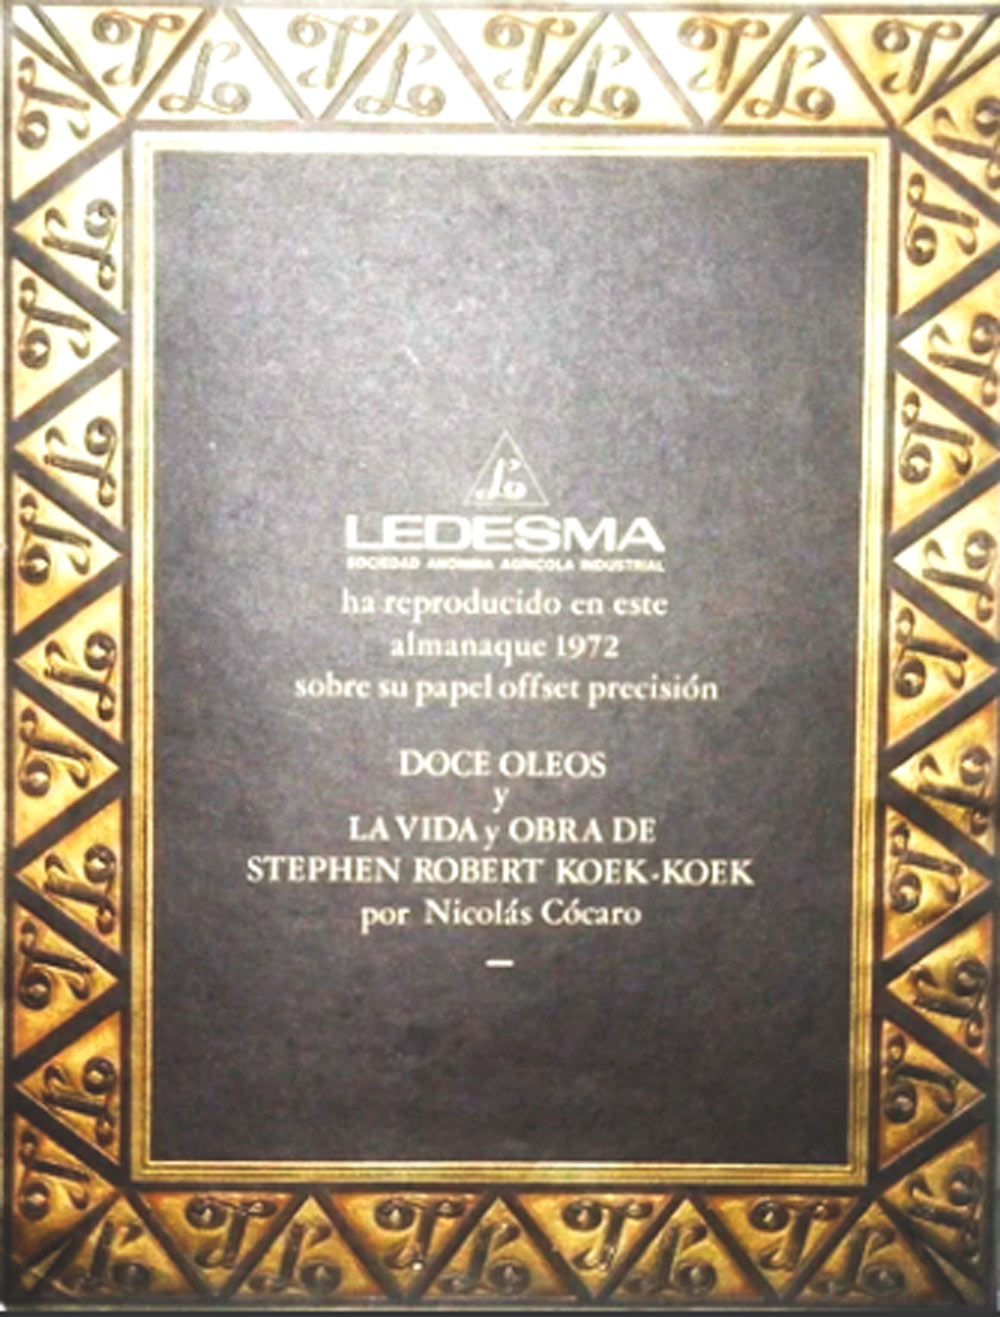 LEDESMA
SOCIEDAD ANONIMA AGRICOLA INDUSTRIAL
ha reproducido en este
almanaque 1972
sobre su papel offset precisión
DOCE OLEOS
y
LA VIDA y OBRA DE
STEPHEN ROBERT KOEK-KOEK
por Nicolás Cócaro